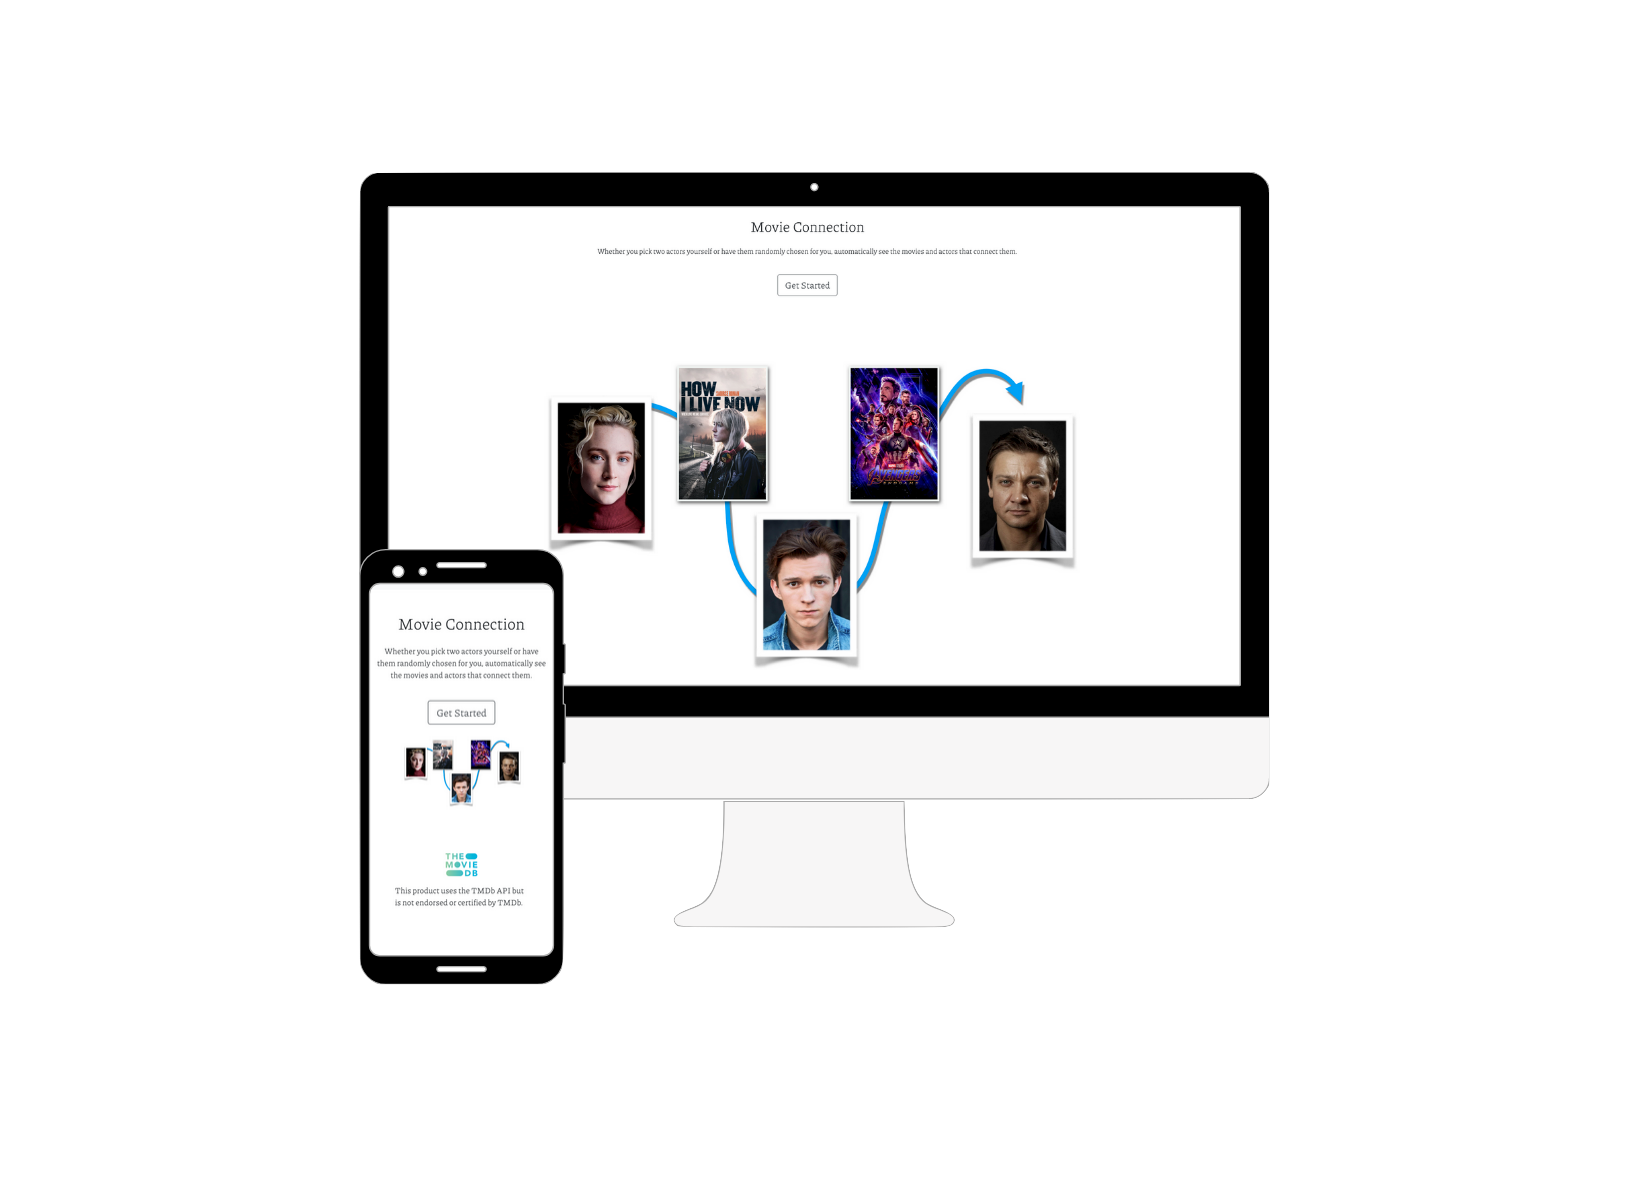 Movie Connection
Whether you pick two actors yourself or have them randomly chosen for you, automatically see the movies and actors that connect them.
Get Started
HOW
I LIVE NOW
AVENGERS
Movie Connection
Whether you pick two actors yourself or have
them randomly chosen for you, automatically see
the movies and actors that connect them.
Get Started
THE
MOVIE
DB
This product uses the TMDb API but
is not endorsed or certified by TMDb.